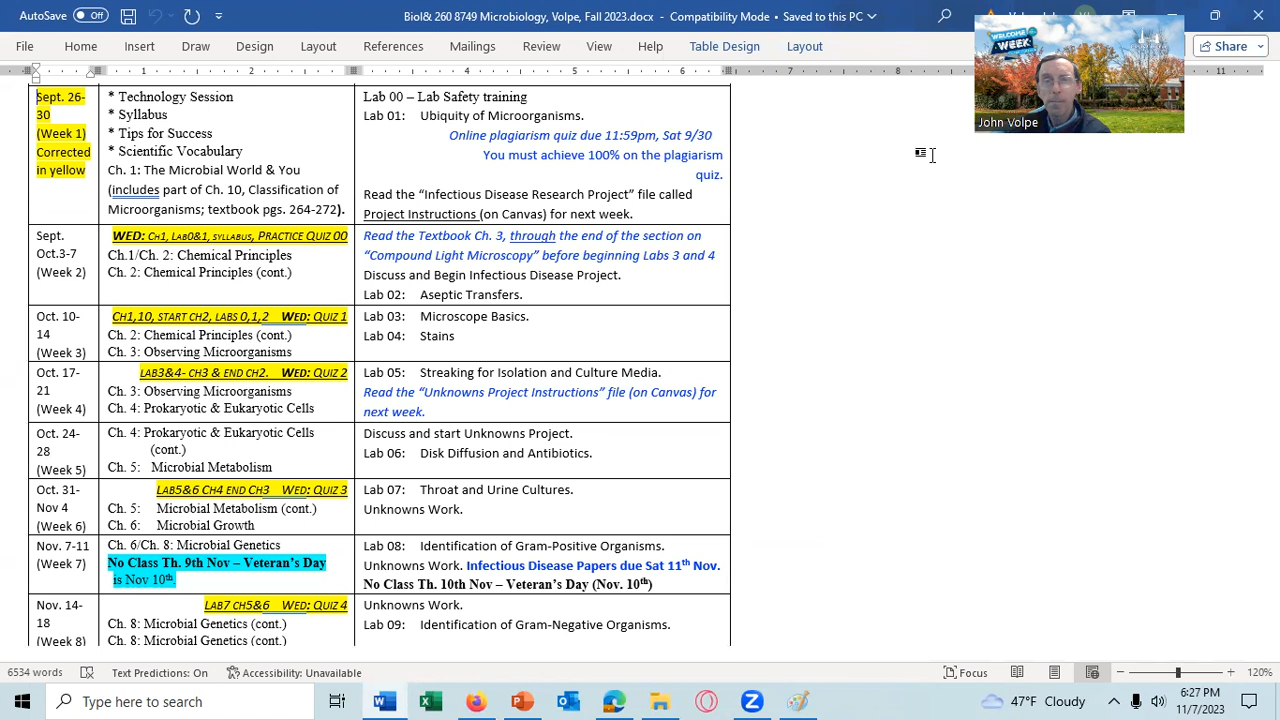 BioI& 260 8749 Microbiology, Volpe, Fall 2023.docx - Compatibility Mode • Saved to this PC
File Home Insert Draw Design Layout References Mailings Review View Help Table Design Layout
Share
WELCOME WEEK
John Volpe
1 2 3 4 5 6 7 8 9 11
Sept. 26-
30
(Week 1)
Corrected
in yellow
* Technology Session
* Syllabus
* Tips for Success
* Scientific Vocabulary
Ch. 1: The Microbial World & You
(includes part of Ch. 10, Classification of
Microorganisms; textbook pgs. 264-272).
Lab 00 – Lab Safety training
Lab 01: Ubiquity of Microorganisms.
Online plagiarism quiz due 11:59pm, Sat 9/30
You must achieve 100% on the plagiarism
quiz.
Read the “Infectious Disease Research Project” file called
Project Instructions (on Canvas) for next week.
Sept.
Oct.3-7
(Week 2)
WED: CH1, LAB0&1, SYLLABUS, PRACTICE QUIZ 00
Ch.1/Ch. 2: Chemical Principles
Ch. 2: Chemical Principles (cont.)
Read the Textbook Ch. 3, through the end of the section on
“Compound Light Microscopy” before beginning Labs 3 and 4
Discuss and Begin Infectious Disease Project.
Lab 02: Aseptic Transfers.
Oct. 10-
14
(Week 3)
CH1,10, START CH2, LABS 0,1,2 WED: QUIZ 1
Ch. 2: Chemical Principles (cont.)
Ch. 3: Observing Microorganisms
Lab 03: Microscope Basics.
Lab 04: Stains
Oct. 17-
21
(Week 4)
LAB3&4- CH3 & END CH2. WED: QUIZ 2
Ch. 3: Observing Microorganisms
Ch. 4: Prokaryotic & Eukaryotic Cells
Lab 05: Streaking for Isolation and Culture Media.
Read the “Unknowns Project Instructions” file (on Canvas) for
next week.
Oct. 24-
28
(Week 5)
Ch. 4: Prokaryotic & Eukaryotic Cells
(cont.)
Ch. 5: Microbial Metabolism
Discuss and start Unknowns Project.
Lab 06: Disk Diffusion and Antibiotics.
Oct. 31-
Nov 4
(Week 6)
LAB5&6 CH4 END CH3 WED: QUIZ 3
Ch. 5: Microbial Metabolism (cont.)
Ch. 6: Microbial Growth
Lab 07: Throat and Urine Cultures.
Unknowns Work.
Nov. 7-11
(Week 7)
Ch. 6/Ch. 8: Microbial Genetics
No Class Th. 9th Nov – Veteran’s Day
is Nov 10th.
Lab 08: Identification of Gram-Positive Organisms.
Unknowns Work. Infectious Disease Papers due Sat 11th Nov.
No Class Th. 10th Nov – Veteran’s Day (Nov. 10th)
Nov. 14-
18
(Week 8)
LAB7 CH5&6 WED: QUIZ 4
Ch. 8: Microbial Genetics (cont.)
Ch. 8: Microbial Genetics (cont.)
Unknowns Work.
Lab 09: Identification of Gram-Negative Organisms.
6534 words Text Predictions: On Accessibility: Unavailable Focus 120%
Type here to search
47°F Cloudy
6:27 PM
11/7/2023